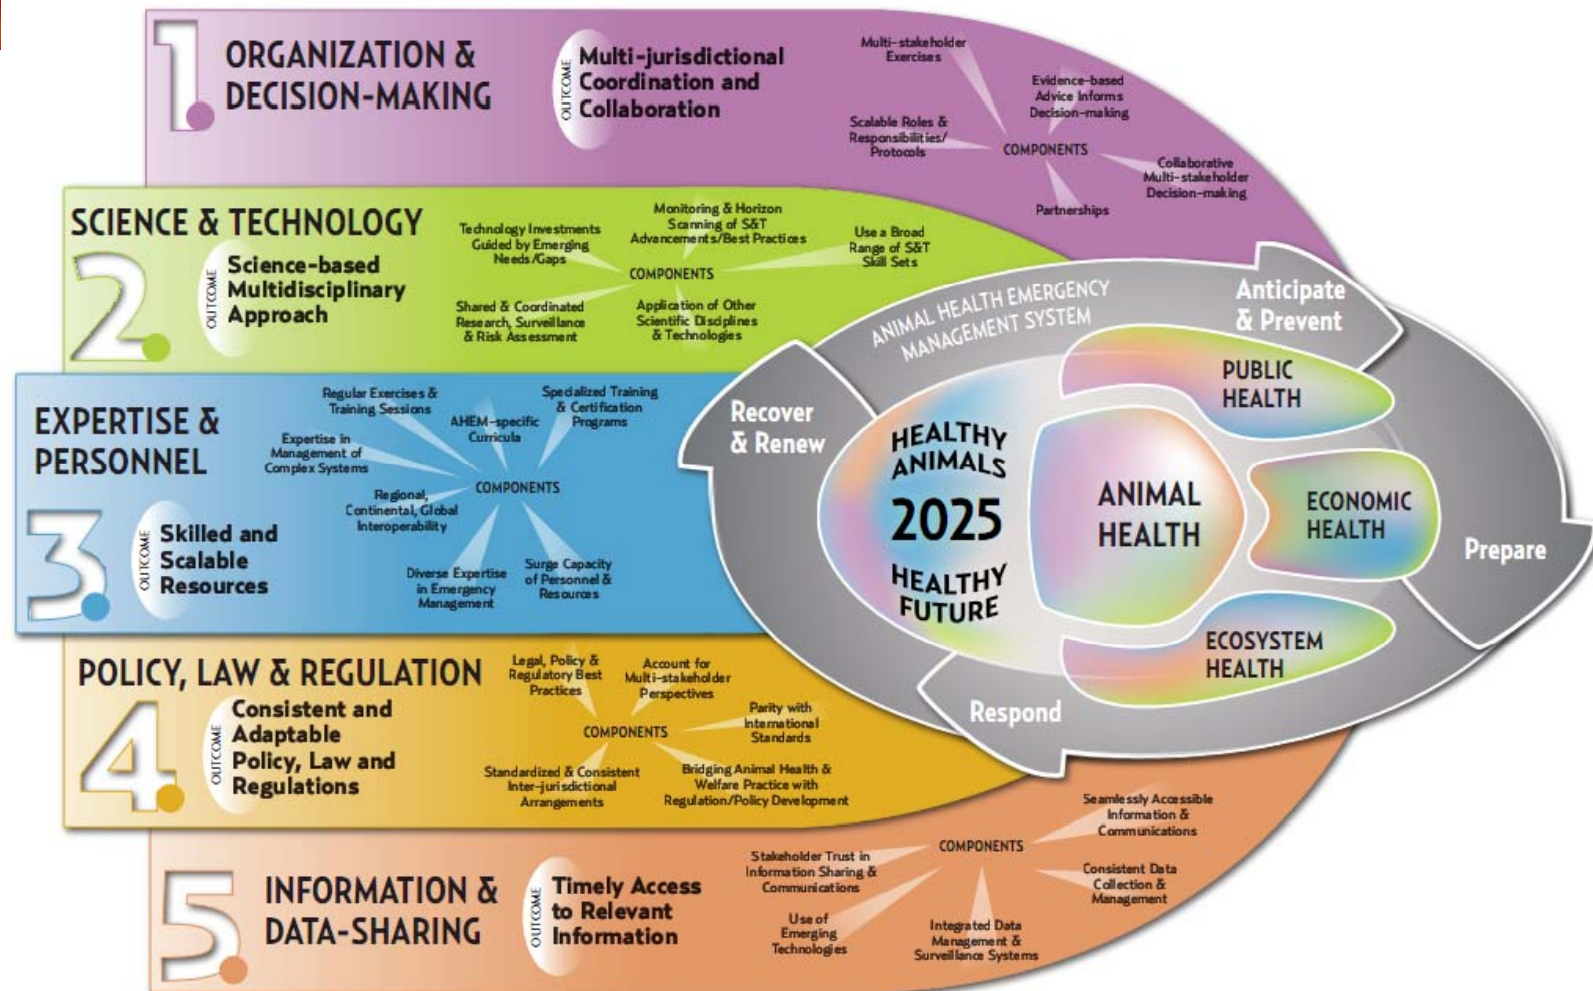 1
ORGANIZATION &
DECISION-MAKING
OUTCOME
Multi-jurisdictional
Coordination and
Collaboration
Multi-stakeholder
Exercises
Evidence-based
Advice Informs
Decision-making
Scalable Roles &
Responsibilities/
Protocols
COMPONENTS
Collaborative
Multi-stakeholder
Decision-making
Partnerships
SCIENCE & TECHNOLOGY
2
OUTCOME
Science-based
Multidisciplinary
Approach
Technology Investments
Guided by Emerging
Needs/Gaps
Monitoring & Horizon
Scanning of S&T
Advancements/Best Practices
Use a Broad
Range of S&T
Skill Sets
COMPONENTS
Shared & Coordinated
Research, Surveillance
& Risk Assessment
Application of Other
Scientific Disciplines
& Technologies
EXPERTISE &
PERSONNEL
3
OUTCOME
Skilled and
Scalable
Resources
Regular Exercises &
Training Sessions
AHEM-specific
Curricula
Specialized Training
& Certification
Programs
Expertise in
Management of
Complex Systems
COMPONENTS
Regional,
Continental, Global
Interoperability
Diverse Expertise
in Emergency
Management
Surge Capacity
of Personnel &
Resources
POLICY, LAW & REGULATION
4
OUTCOME
Consistent and
Adaptable
Policy, Law and
Regulations
Legal, Policy &
Regulatory Best
Practices
Account for
Multi-stakeholder
Perspectives
Parity with
International
Standards
COMPONENTS
Standardized & Consistent
Inter-jurisdictional
Arrangements
Bridging Animal Health &
Welfare Practice with
Regulation/Policy Development
5
INFORMATION &
DATA-SHARING
OUTCOME
Timely Access
to Relevant
Information
COMPONENTS
Seamlessly Accessible
Information &
Communications
Stakeholder Trust in
Information Sharing &
Communications
Consistent Data
Collection &
Management
Use of
Emerging
Technologies
Integrated Data
Management &
Surveillance Systems
ANIMAL HEALTH EMERGENCY
MANAGEMENT SYSTEM
Anticipate
& Prevent
Prepare
Respond
Recover
& Renew
HEALTHY
ANIMALS
2025
HEALTHY
FUTURE
ANIMAL
HEALTH
PUBLIC
HEALTH
ECONOMIC
HEALTH
ECOSYSTEM
HEALTH